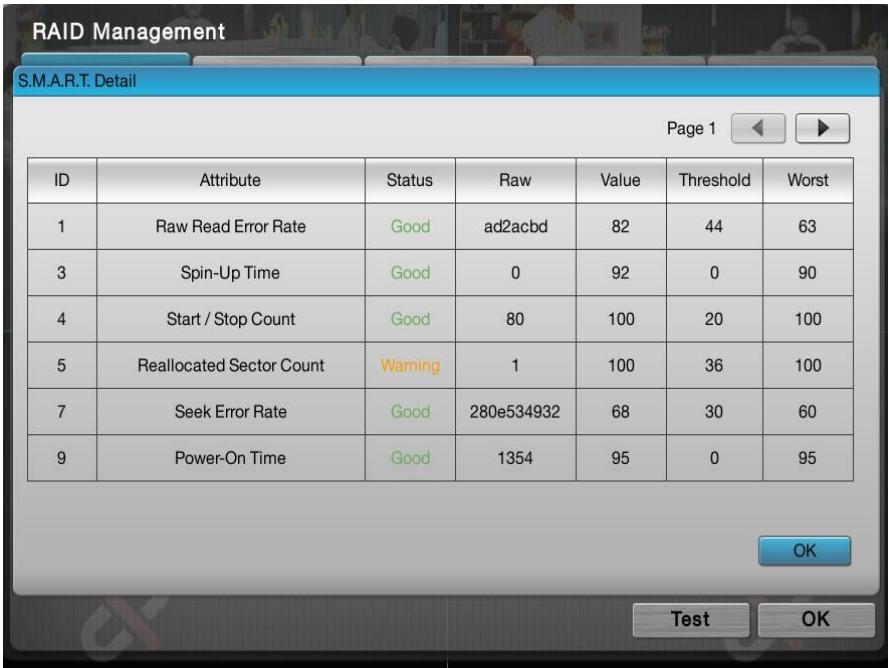 RAID Management
S.M.A.R.T. Detail
Page 1
ID Attribute Status Raw Value Threshold Worst
1 Raw Read Error Rate Good ad2acbd 82 44 63
3 Spin-Up Time Good 0 92 0 90
4 Start / Stop Count Good 80 100 20 100
5 Reallocated Sector Count Warning 1 100 36 100
7 Seek Error Rate Good 280e534932 68 30 60
9 Power-On Time Good 1354 95 0 95
OK
Test OK